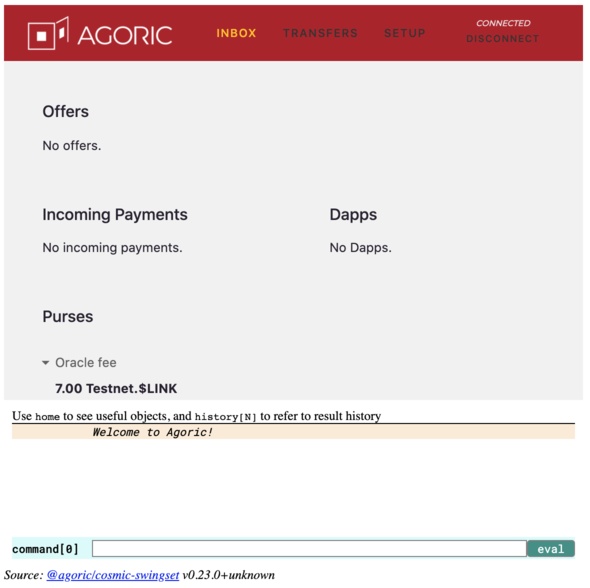 AGORIC
INBOX TRANSFERS SETUP
CONNECTED
DISCONNECT
Offers
No offers.
Incoming Payments
No incoming payments.
Dapps
No Dapps.
Purses
Oracle fee
7.00 Testnet.$LINK
Use home to see useful objects, and history[N] to refer to result history
Welcome to Agoric!
command[0] eval
Source: @agoric/cosmic-swingset v0.23.0+unknown